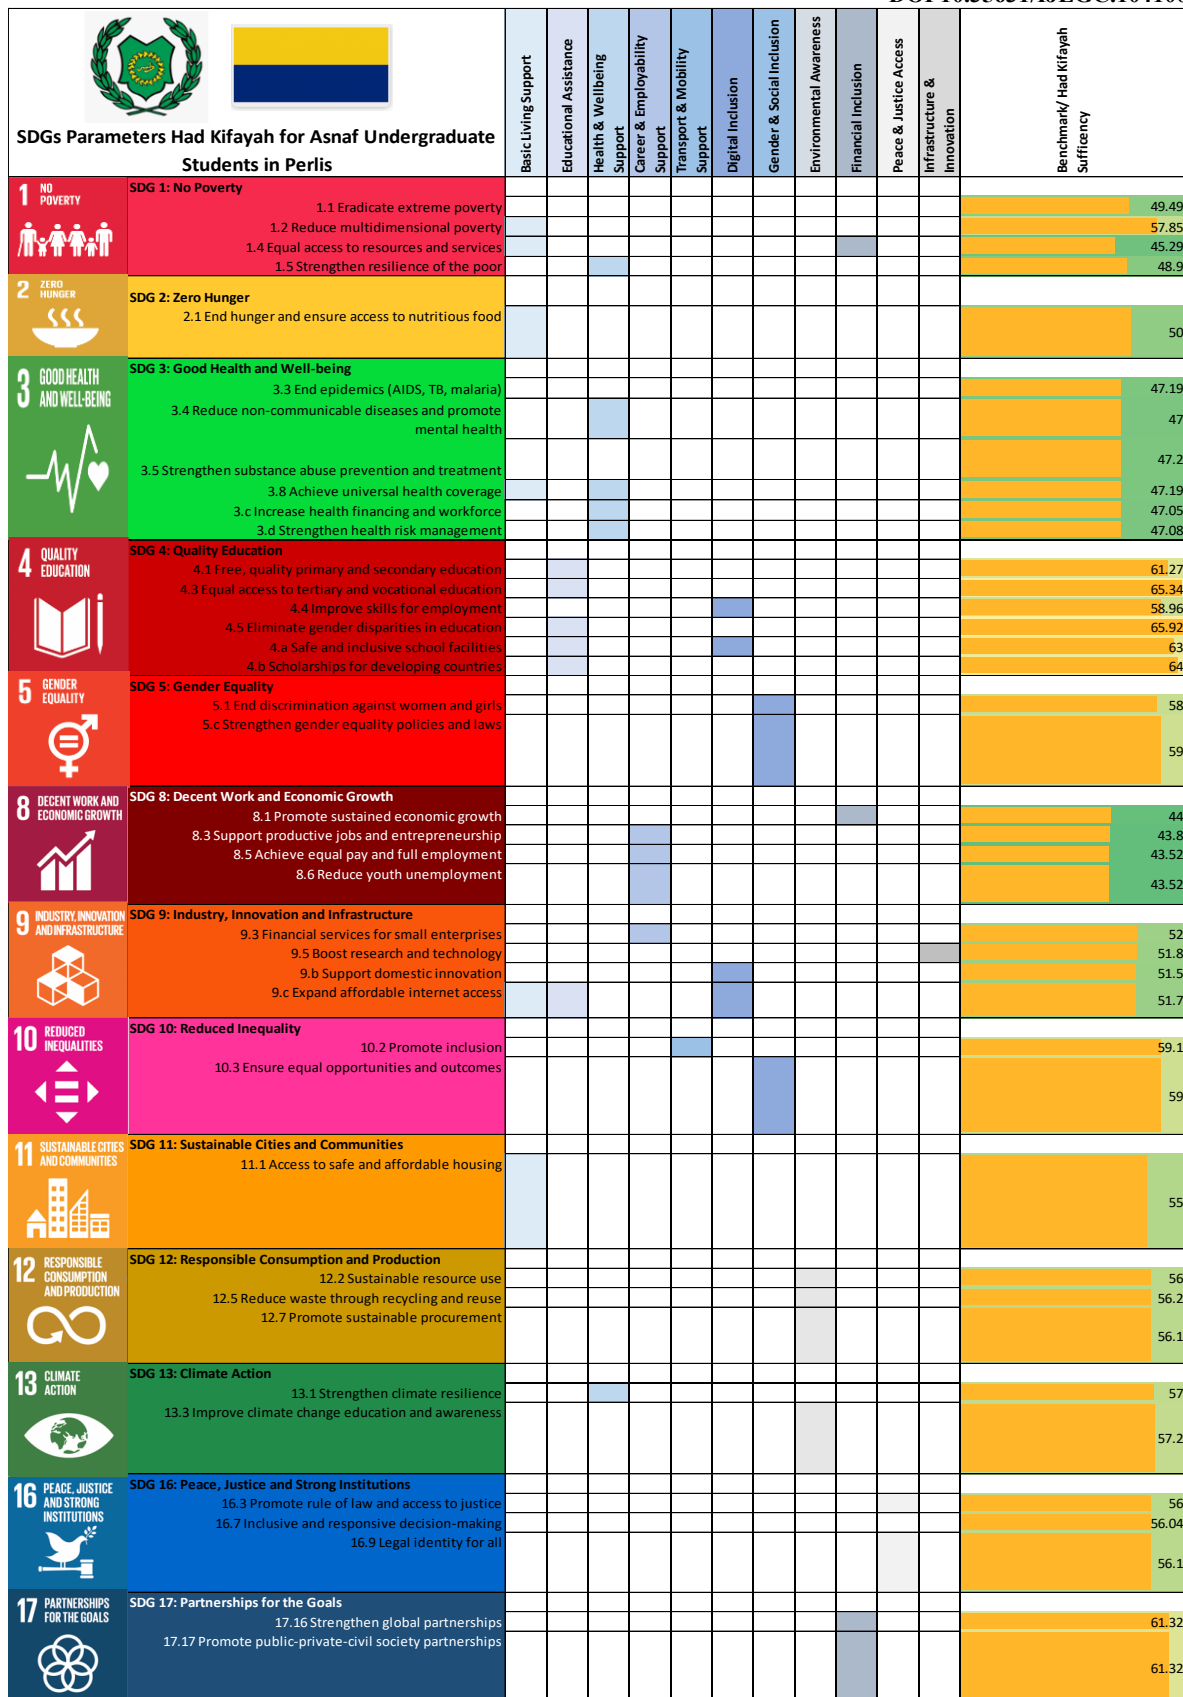 SDGs Parameters Had Kifayah for Asnaf Undergraduate
Students in Perlis
Basic Living Support
Educational Assistance
Health & Wellbeing
Support
Career & Employability
Support
Transport & Mobility
Support
Digital Inclusion
Gender & Social Inclusion
Environmental Awareness
Financial Inclusion
Peace & Justice Access
Infrastructure &
Innovation
Benchmark/ Had Kifayah
Sufficency
1 NO
POVERTY
SDG 1: No Poverty
1.1 Eradicate extreme poverty 49.49
1.2 Reduce multidimensional poverty 57.85
1.4 Equal access to resources and services 45.29
1.5 Strengthen resilience of the poor 48.9
2 ZERO
HUNGER
SDG 2: Zero Hunger
2.1 End hunger and ensure access to nutritious food 50
3 GOOD HEALTH
AND WELL-BEING
SDG 3: Good Health and Well-being
3.3 End epidemics (AIDS, TB, malaria) 47.19
3.4 Reduce non-communicable diseases and promote
mental health 47
3.5 Strengthen substance abuse prevention and treatment 47.2
3.8 Achieve universal health coverage 47.19
3.c Increase health financing and workforce 47.05
3.d Strengthen health risk management 47.08
4 QUALITY
EDUCATION
SDG 4: Quality Education
4.1 Free, quality primary and secondary education 61.27
4.3 Equal access to tertiary and vocational education 65.34
4.4 Improve skills for employment 58.96
4.5 Eliminate gender disparities in education 65.92
4.a Safe and inclusive school facilities 63
4.b Scholarships for developing countries 64
5 GENDER
EQUALITY
SDG 5: Gender Equality
5.1 End discrimination against women and girls 58
5.c Strengthen gender equality policies and laws 59
8 DECENT WORK AND
ECONOMIC GROWTH
SDG 8: Decent Work and Economic Growth
8.1 Promote sustained economic growth 44
8.3 Support productive jobs and entrepreneurship 43.8
8.5 Achieve equal pay and full employment 43.52
8.6 Reduce youth unemployment 43.52
9 INDUSTRY, INNOVATION
AND INFRASTRUCTURE
SDG 9: Industry, Innovation and Infrastructure
9.3 Financial services for small enterprises 52
9.5 Boost research and technology 51.8
9.b Support domestic innovation 51.5
9.c Expand affordable internet access 51.7
10 REDUCED
INEQUALITIES
SDG 10: Reduced Inequality
10.2 Promote inclusion 59.1
10.3 Ensure equal opportunities and outcomes 59
11 SUSTAINABLE CITIES
AND COMMUNITIES
SDG 11: Sustainable Cities and Communities
11.1 Access to safe and affordable housing 55
12 RESPONSIBLE
CONSUMPTION
AND PRODUCTION
SDG 12: Responsible Consumption and Production
12.2 Sustainable resource use 56
12.5 Reduce waste through recycling and reuse 56.2
12.7 Promote sustainable procurement 56.1
13 CLIMATE
ACTION
SDG 13: Climate Action
13.1 Strengthen climate resilience 57
13.3 Improve climate change education and awareness 57.2
16 PEACE, JUSTICE
AND STRONG
INSTITUTIONS
SDG 16: Peace, Justice and Strong Institutions
16.3 Promote rule of law and access to justice 56
16.7 Inclusive and responsive decision-making 56.04
16.9 Legal identity for all 56.1
17 PARTNERSHIPS
FOR THE GOALS
SDG 17: Partnerships for the Goals
17.16 Strengthen global partnerships 61.32
17.17 Promote public-private-civil society partnerships 61.32